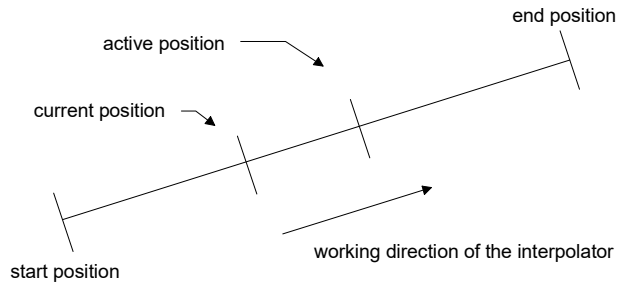 end position
active position
current position
working direction of the interpolator
start position